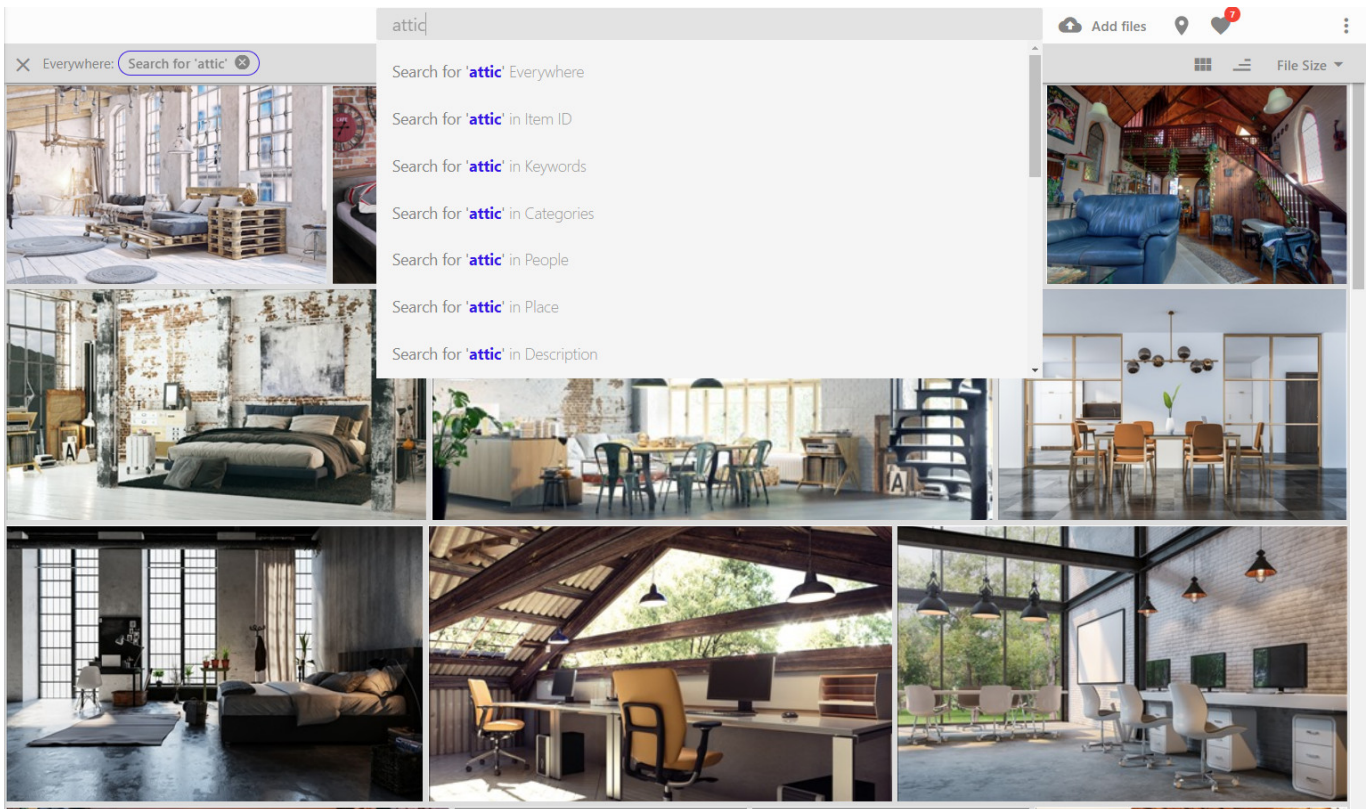 attic
Add files
7
Everywhere: Search for 'attic'
File Size
Search for 'attic' Everywhere
Search for 'attic' in Item ID
Search for 'attic' in Keywords
Search for 'attic' in Categories
Search for 'attic' in People
Search for 'attic' in Place
Search for 'attic' in Description
CAFE
A
A